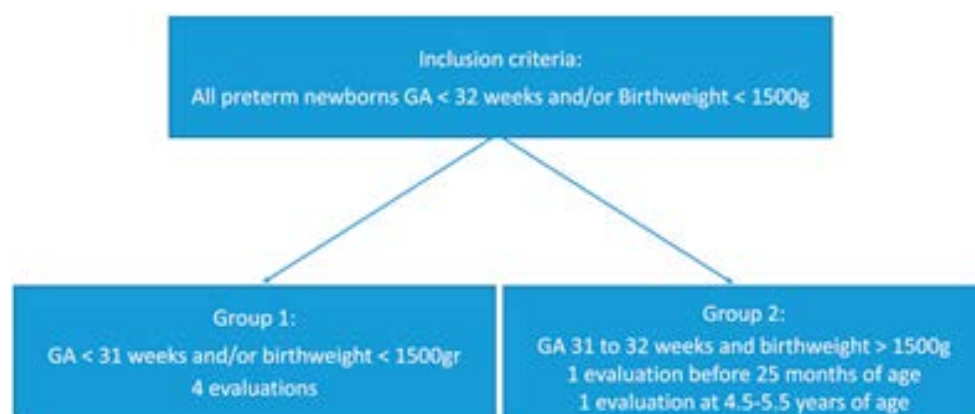 Inclusion criteria:
All preterm newborns GA < 32 weeks and/or Birthweight < 1500g
Group 1:
GA < 31 weeks and/or birthweight < 1500gr
4 evaluations
Group 2:
GA 31 to 32 weeks and birthweight > 1500g
1 evaluation before 25 months of age
1 evaluation at 4.5-5.5 years of age